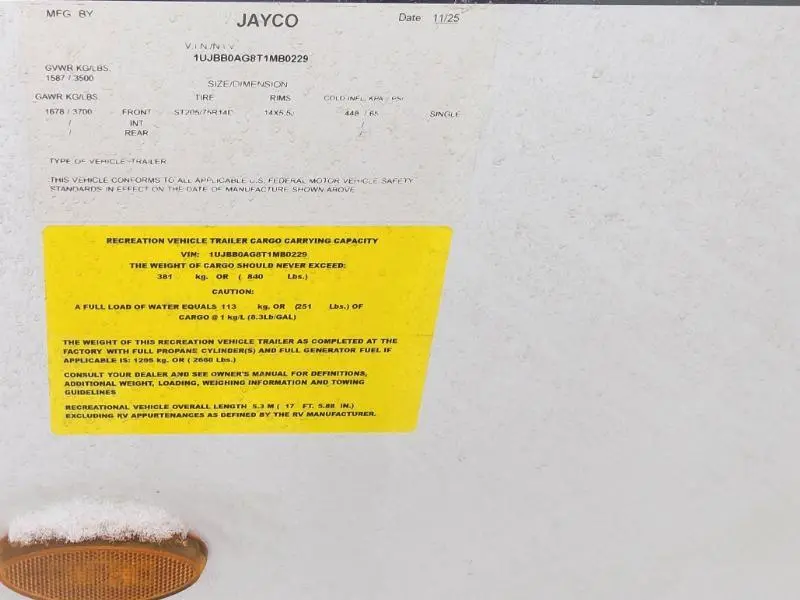 MFG BY JAYCO Date: 11/25
V.I.N./N.I.V.
1UJBB0AG8T1MB0229
GVWR KG/LBS.
1587 / 3500
SIZE/DIMENSION
GAWR KG/LBS. TIRE RIMS COLD INFL. KPA / PSI
1678 / 3700 FRONT ST205/75R14D 14X5.5J 448 / 65 SINGLE
/ INT. /
/ REAR /
TYPE OF VEHICLE-TRAILER
THIS VEHICLE CONFORMS TO ALL APPLICABLE U.S. FEDERAL MOTOR VEHICLE SAFETY
STANDARDS IN EFFECT ON THE DATE OF MANUFACTURE SHOWN ABOVE
RECREATION VEHICLE TRAILER CARGO CARRYING CAPACITY
VIN: 1UJBB0AG8T1MB0229
THE WEIGHT OF CARGO SHOULD NEVER EXCEED:
381 kg. OR ( 840 Lbs.)
CAUTION:
A FULL LOAD OF WATER EQUALS 113 kg. OR (251 Lbs.) OF
CARGO @ 1 kg/L (8.3Lb/GAL)
THE WEIGHT OF THIS RECREATION VEHICLE TRAILER AS COMPLETED AT THE
FACTORY WITH FULL PROPANE CYLINDER(S) AND FULL GENERATOR FUEL IF
APPLICABLE IS: kg. OR ( 2660 Lbs.)
CONSULT YOUR DEALER AND SEE OWNER'S MANUAL FOR DEFINITIONS,
ADDITIONAL WEIGHT, LOADING, WEIGHING INFORMATION AND TOWING
GUIDELINES
RECREATIONAL VEHICLE OVERALL LENGTH 5.3 M ( 17 FT. 5.88 IN.)
EXCLUDING RV APPURTENANCES AS DEFINED BY THE RV MANUFACTURER.